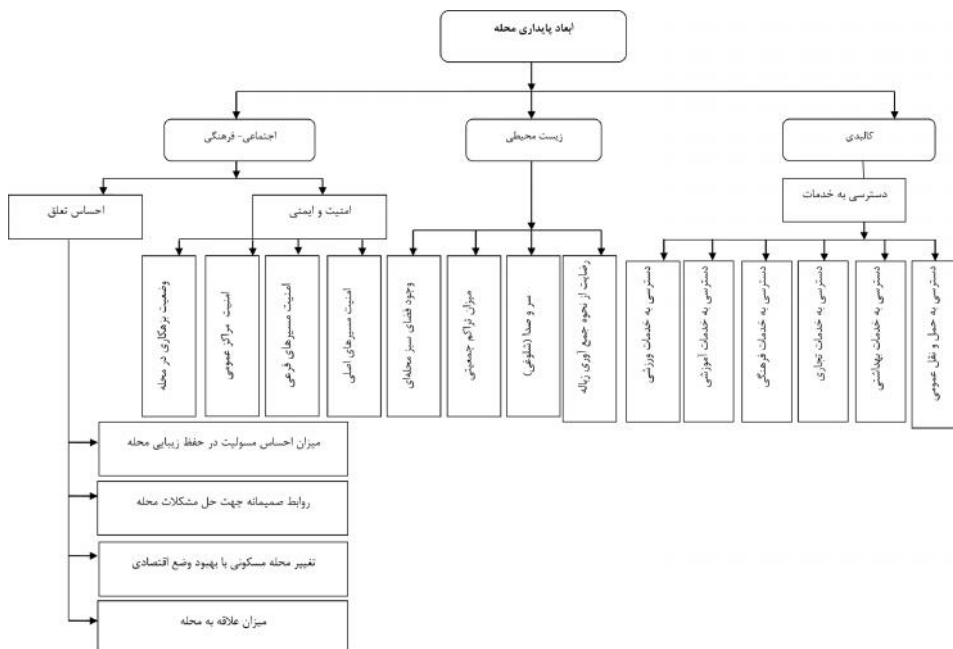 ابعاد پایداری محله
کالبدی
زیست محیطی
اجتماعی- فرهنگی
دسترسی به خدمات
امنیت و ایمنی
احساس تعلق
دسترسی به حمل و نقل عمومی
دسترسی به خدمات بهداشتی
دسترسی به خدمات تجاری
دسترسی به خدمات فرهنگی
دسترسی به خدمات آموزشی
دسترسی به خدمات ورزشی
رضایت از نحوه جمع آوری زباله
سر و صدا (شلوغی)
میزان تراکم جمعیتی
وجود فضای سبز محله‌ای
امنیت مسیرهای اصلی
امنیت مسیرهای فرعی
امنیت مراکز عمومی
وضعیت بزهکاری در محله
میزان احساس مسولیت در حفظ زیبایی محله
روابط صمیمانه جهت حل مشکلات محله
تغییر محله مسکونی با بهبود وضع اقتصادی
میزان علاقه به محله